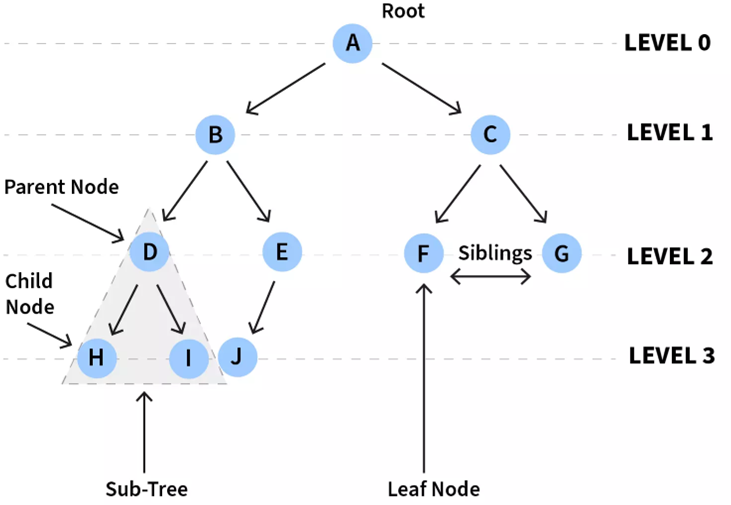 Root
A
LEVEL 0
B
C
LEVEL 1
Parent Node
D
E
F
Siblings
G
LEVEL 2
Child
Node
H
I
J
LEVEL 3
Sub-Tree
Leaf Node